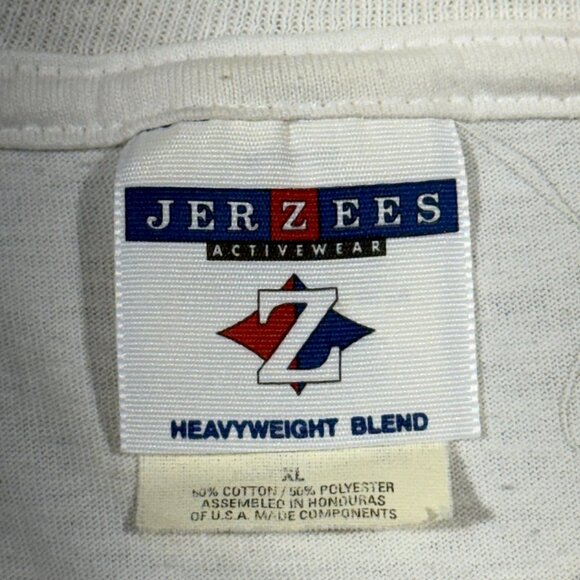 JERZEES
ACTIVEWEAR
Z
HEAVYWEIGHT BLEND
XL
50% COTTON / 50% POLYESTER
ASSEMBLED IN HONDURAS
OF U.S.A. MADE COMPONENTS